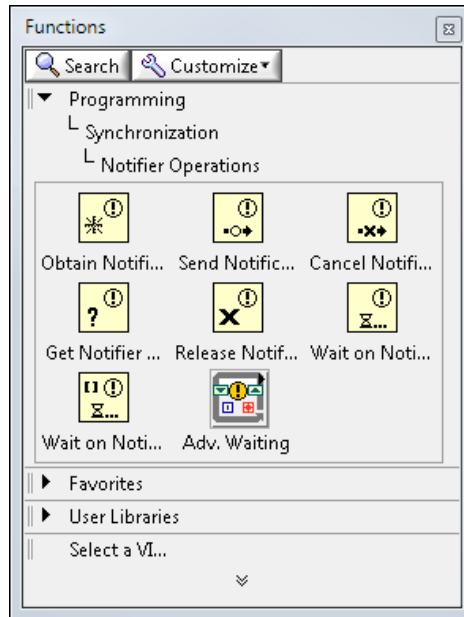 Functions
Search Customize
Programming
Synchronization
Notifier Operations
Obtain Notifi... Send Notific... Cancel Notifi...
Get Notifier ... Release Notif... Wait on Noti...
Wait on Noti... Adv. Waiting
Favorites
User Libraries
Select a VI...